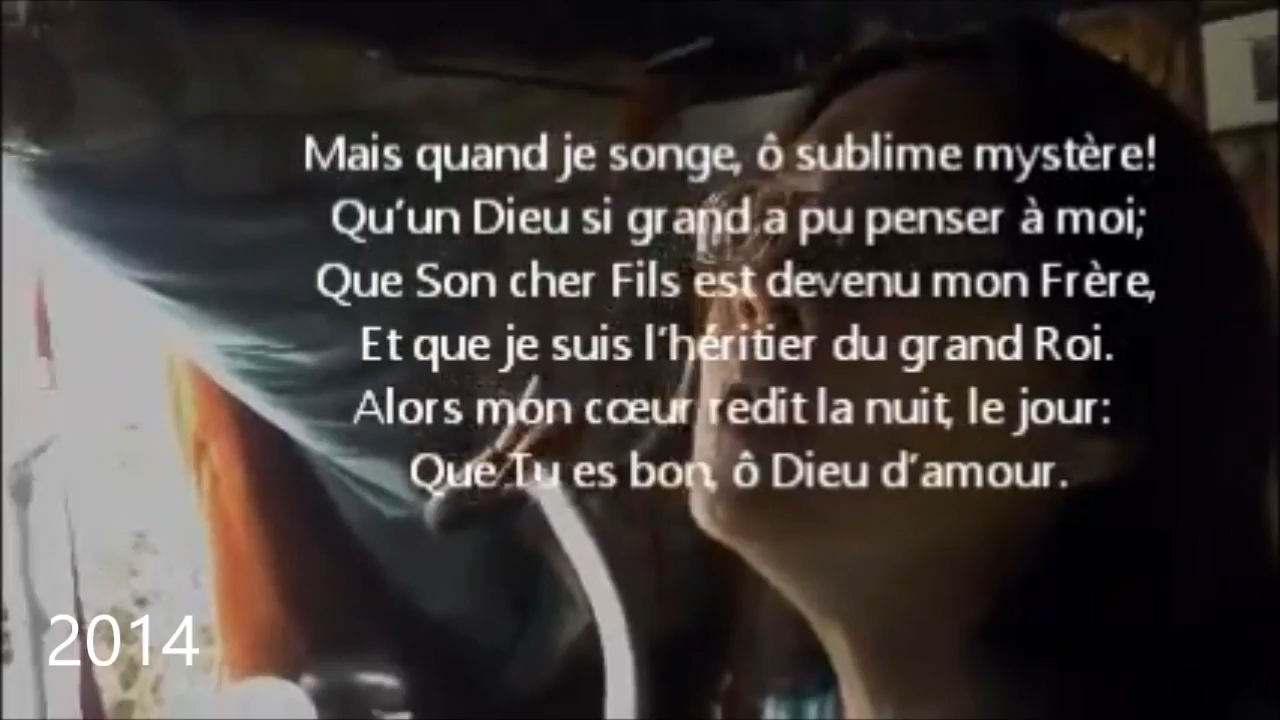 Mais quand je songe, ô sublime mystère!
Qu'un Dieu si grand a pu penser à moi;
Que Son cher Fils est devenu mon Frère,
Et que je suis l'héritier du grand Roi.
Alors mon cœur redit la nuit, le jour:
Que Tu es bon, ô Dieu d'amour.
2014